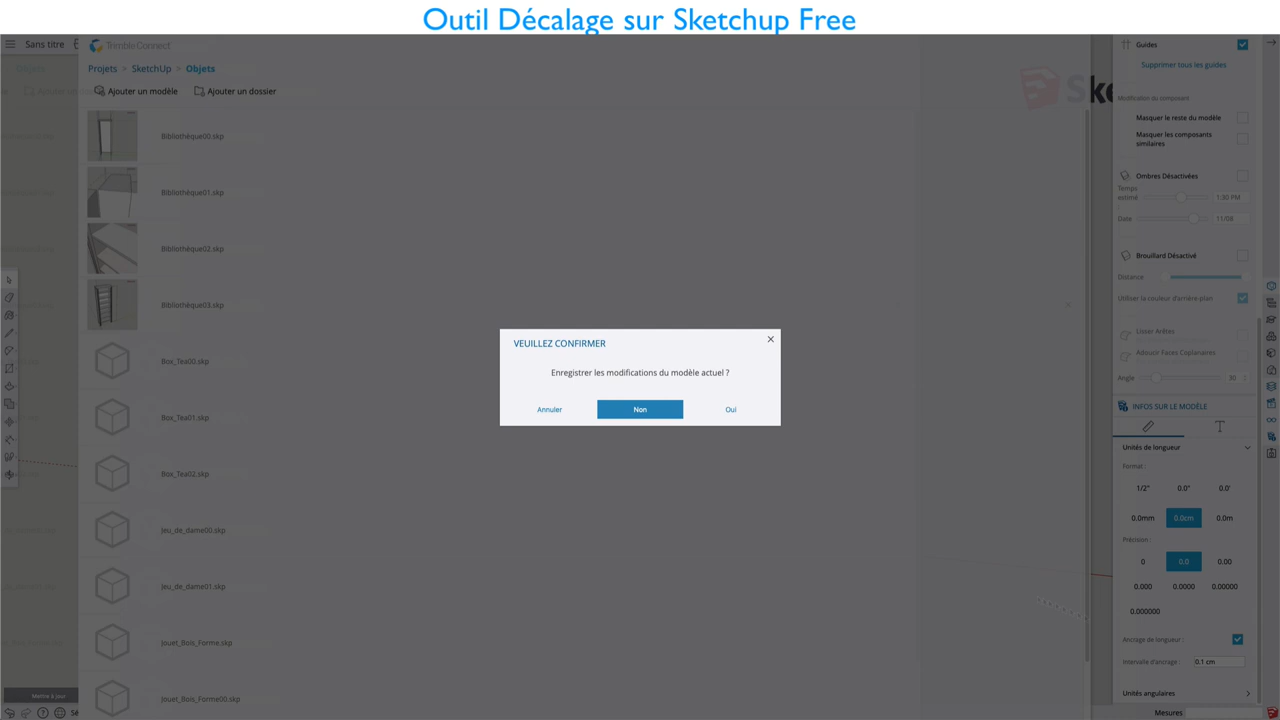 Outil Décalage sur Sketchup Free
Sans titre
Trimble Connect
Projets > SketchUp > Objets
Ajouter un modèle
Ajouter un dossier
Bibliothèque00.skp
Bibliothèque01.skp
Bibliothèque02.skp
Bibliothèque03.skp
Box_Tea00.skp
Box_Tea01.skp
Box_Tea02.skp
Jeu_de_dame00.skp
Jeu_de_dame01.skp
Jouet_Bois_Forme.skp
Jouet_Bois_Forme00.skp
Mettre à jour
VEUILLEZ CONFIRMER
Enregistrer les modifications du modèle actuel ?
Annuler
Non
Oui
Guides
Supprimer tous les guides
Modification du composant
Masquer le reste du modèle
Masquer les composants
similaires
Ombres Désactivées
Temps
estimé
1:30 PM
Date
11/08
Brouillard Désactivé
Distance
Utiliser la couleur d'arrière plan
Lisser Arêtes
Adoucir Faces Coplanaires
Angle
30
INFOS SUR LE MODÈLE
Unités de longueur
Format :
1/2" 0.0" 0.0'
0.0mm 0.0cm 0.0m
Précision :
0 0.0 0.00
0.000 0.0000 0.00000
0.000000
Ancrage de longueur :
Intervalle d'ancrage : 0,1 cm
Unités angulaires
Mesures